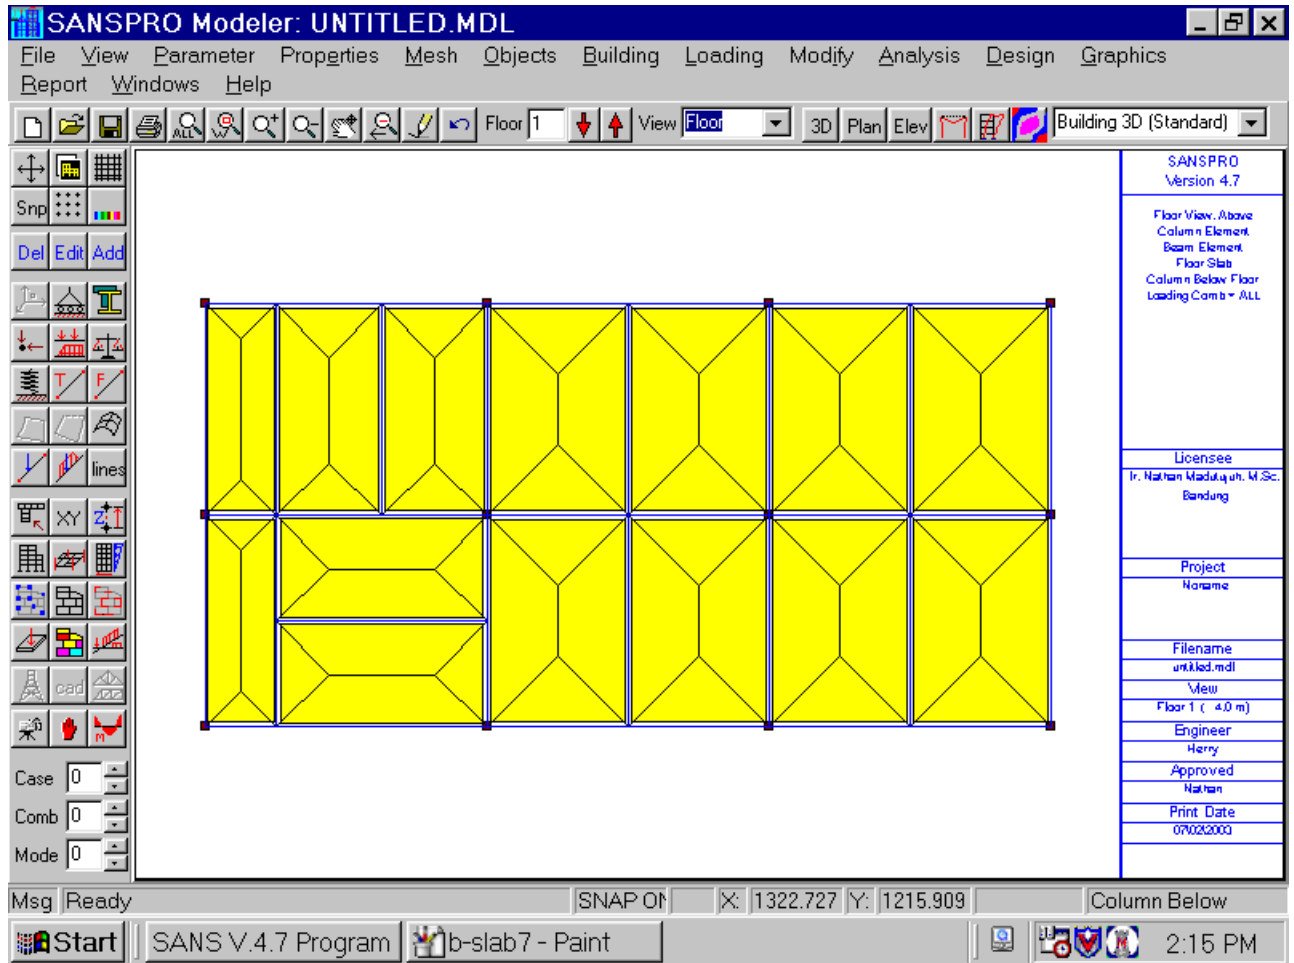 SANSPRO Modeler: UNTITLED.MDL
File View Parameter Properties Mesh Objects Building Loading Modify Analysis Design Graphics
Report Windows Help
ALL Floor 1 View Floor 3D Plan Elev Building 3D (Standard)
Snp
Del Edit Add
T F
lines
XY Z
cad
M
Case 0
Comb 0
Mode 0
SANSPRO
Version 4.7
Floor View, Above
Column Element
Beam Element
Floor Slab
Column Below Floor
Loading Comb = ALL
Licensee
Ir. Nathan Madutujuh, M.Sc.
Bandung
Project
Noname
Filename
untitled.mdl
View
Floor 1 ( 4.0 m)
Engineer
Herry
Approved
Nathan
Print Date
07\02\2000
Msg Ready SNAP ON X: 1322.727 Y: 1215.909 Column Below
Start SANS V.4.7 Program b-slab7 - Paint 2:15 PM